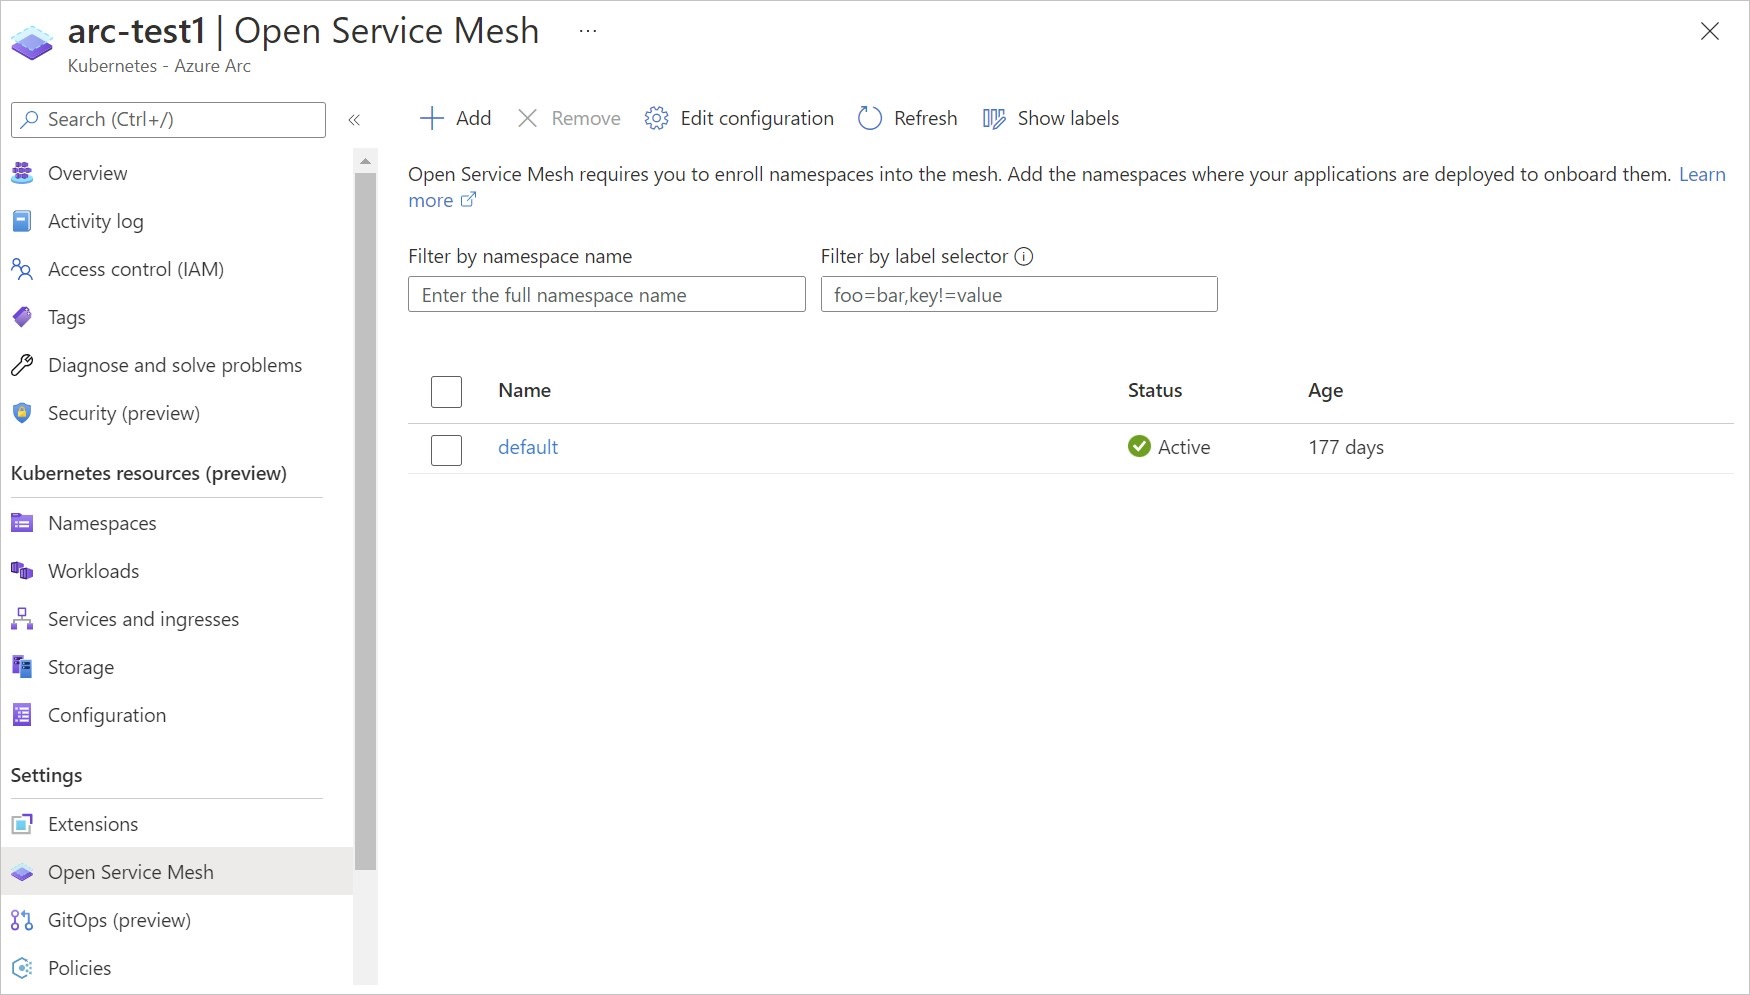 arc-test1 | Open Service Mesh ...
Kubernetes - Azure Arc
Search (Ctrl+/)
«
Overview
Activity log
Access control (IAM)
Tags
Diagnose and solve problems
Security (preview)
Kubernetes resources (preview)
Namespaces
Workloads
Services and ingresses
Storage
Configuration
Settings
Extensions
Open Service Mesh
GitOps (preview)
Policies
Add Remove Edit configuration Refresh Show labels
Open Service Mesh requires you to enroll namespaces into the mesh. Add the namespaces where your applications are deployed to onboard them. Learn
more
Filter by namespace name Filter by label selector
Enter the full namespace name foo=bar,key!=value
Name Status Age
default Active 177 days